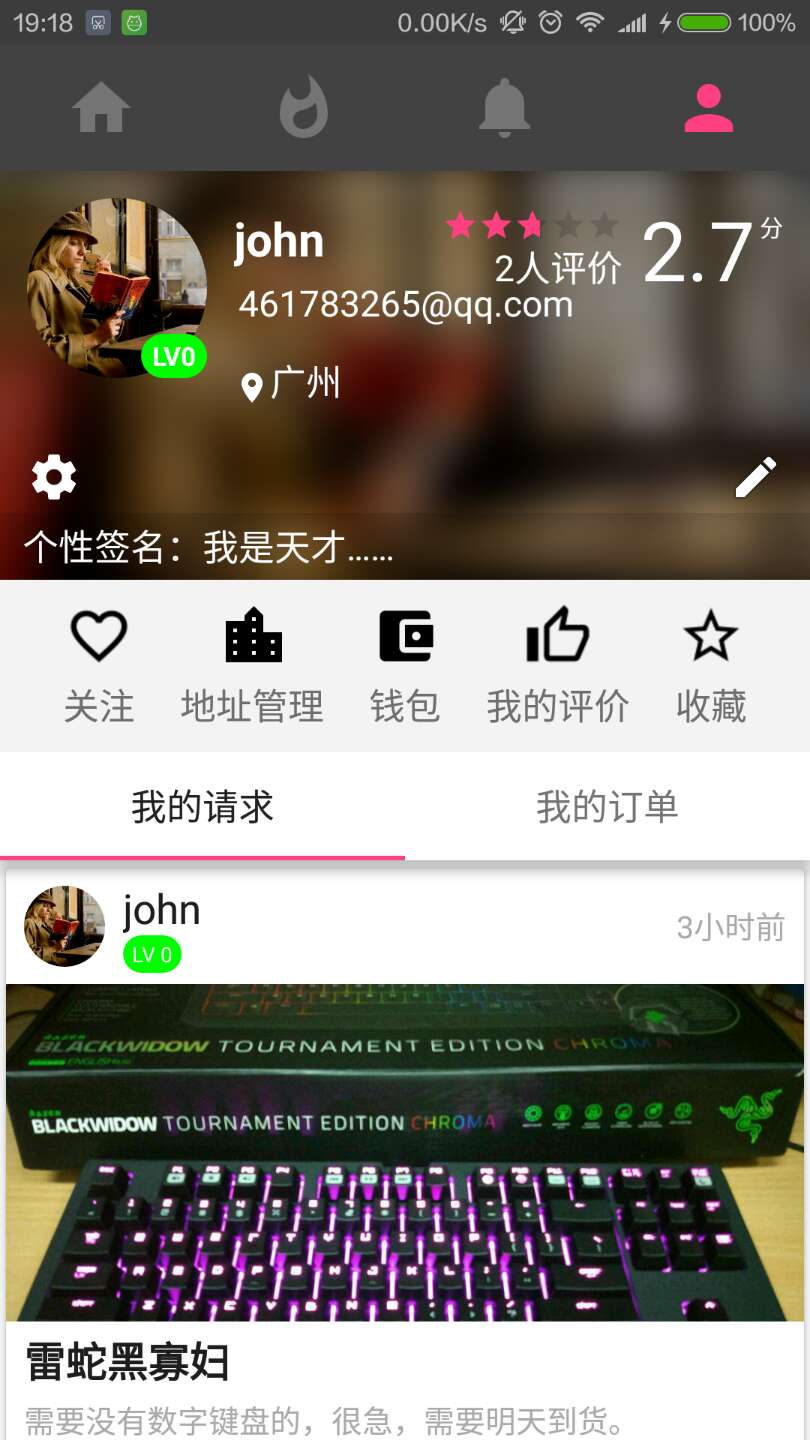 19:18 0.00K/s 100%
john
2.7 分
2人评价
461783265@qq.com
LV0
广州
个性签名：我是天才……
关注 地址管理 钱包 我的评价 收藏
我的请求 我的订单
john
3小时前
LV 0
BLACKWIDOW TOURNAMENT EDITION CHROMA
BLACKWIDOW TOURNAMENT EDITION CHROMA
雷蛇黑寡妇
需要没有数字键盘的，很急，需要明天到货。